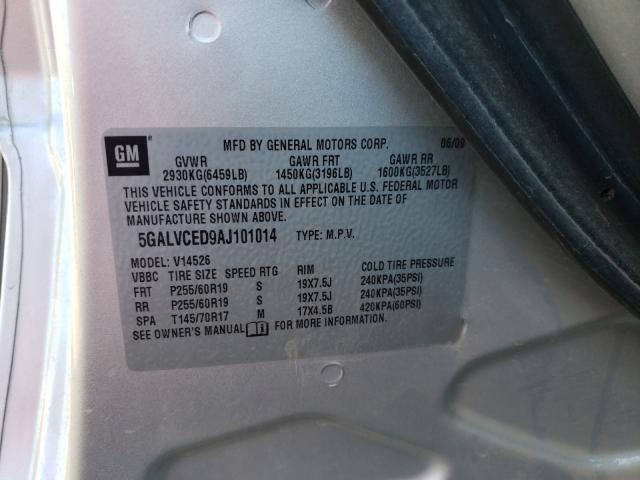 GM ® MFD BY GENERAL MOTORS CORP. 06/09
GVWR GAWR FRT GAWR RR
2930KG(6459LB) 1450KG(3196LB) 1600KG(3527LB)
THIS VEHICLE CONFORMS TO ALL APPLICABLE U.S. FEDERAL MOTOR
VEHICLE SAFETY STANDARDS IN EFFECT ON THE DATE OF
MANUFACTURE SHOWN ABOVE.
5GALVCED9AJ101014 TYPE: M.P.V.
MODEL: V14526
VBBC TIRE SIZE SPEED RTG RIM COLD TIRE PRESSURE
FRT P255/60R19 S 19X7.5J 240KPA(35PSI)
RR P255/60R19 S 19X7.5J 240KPA(35PSI)
SPA T145/70R17 M 17X4.5B 420KPA(60PSI)
SEE OWNER'S MANUAL i FOR MORE INFORMATION.